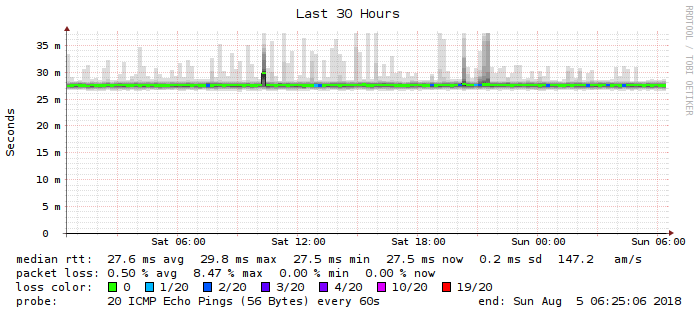 Last 30 Hours
RRDTOOL / TOBI OETIKER
Seconds
35 m
30 m
25 m
20 m
15 m
10 m
5 m
0
Sat 06:00 Sat 12:00 Sat 18:00 Sun 00:00 Sun 06:00
median rtt: 27.6 ms avg 29.8 ms max 27.5 ms min 27.5 ms now 0.2 ms sd 147.2 am/s
packet loss: 0.50 % avg 8.47 % max 0.00 % min 0.00 % now
loss color: 0 1/20 2/20 3/20 4/20 10/20 19/20
probe: 20 ICMP Echo Pings (56 Bytes) every 60s end: Sun Aug 5 06:25:06 2018